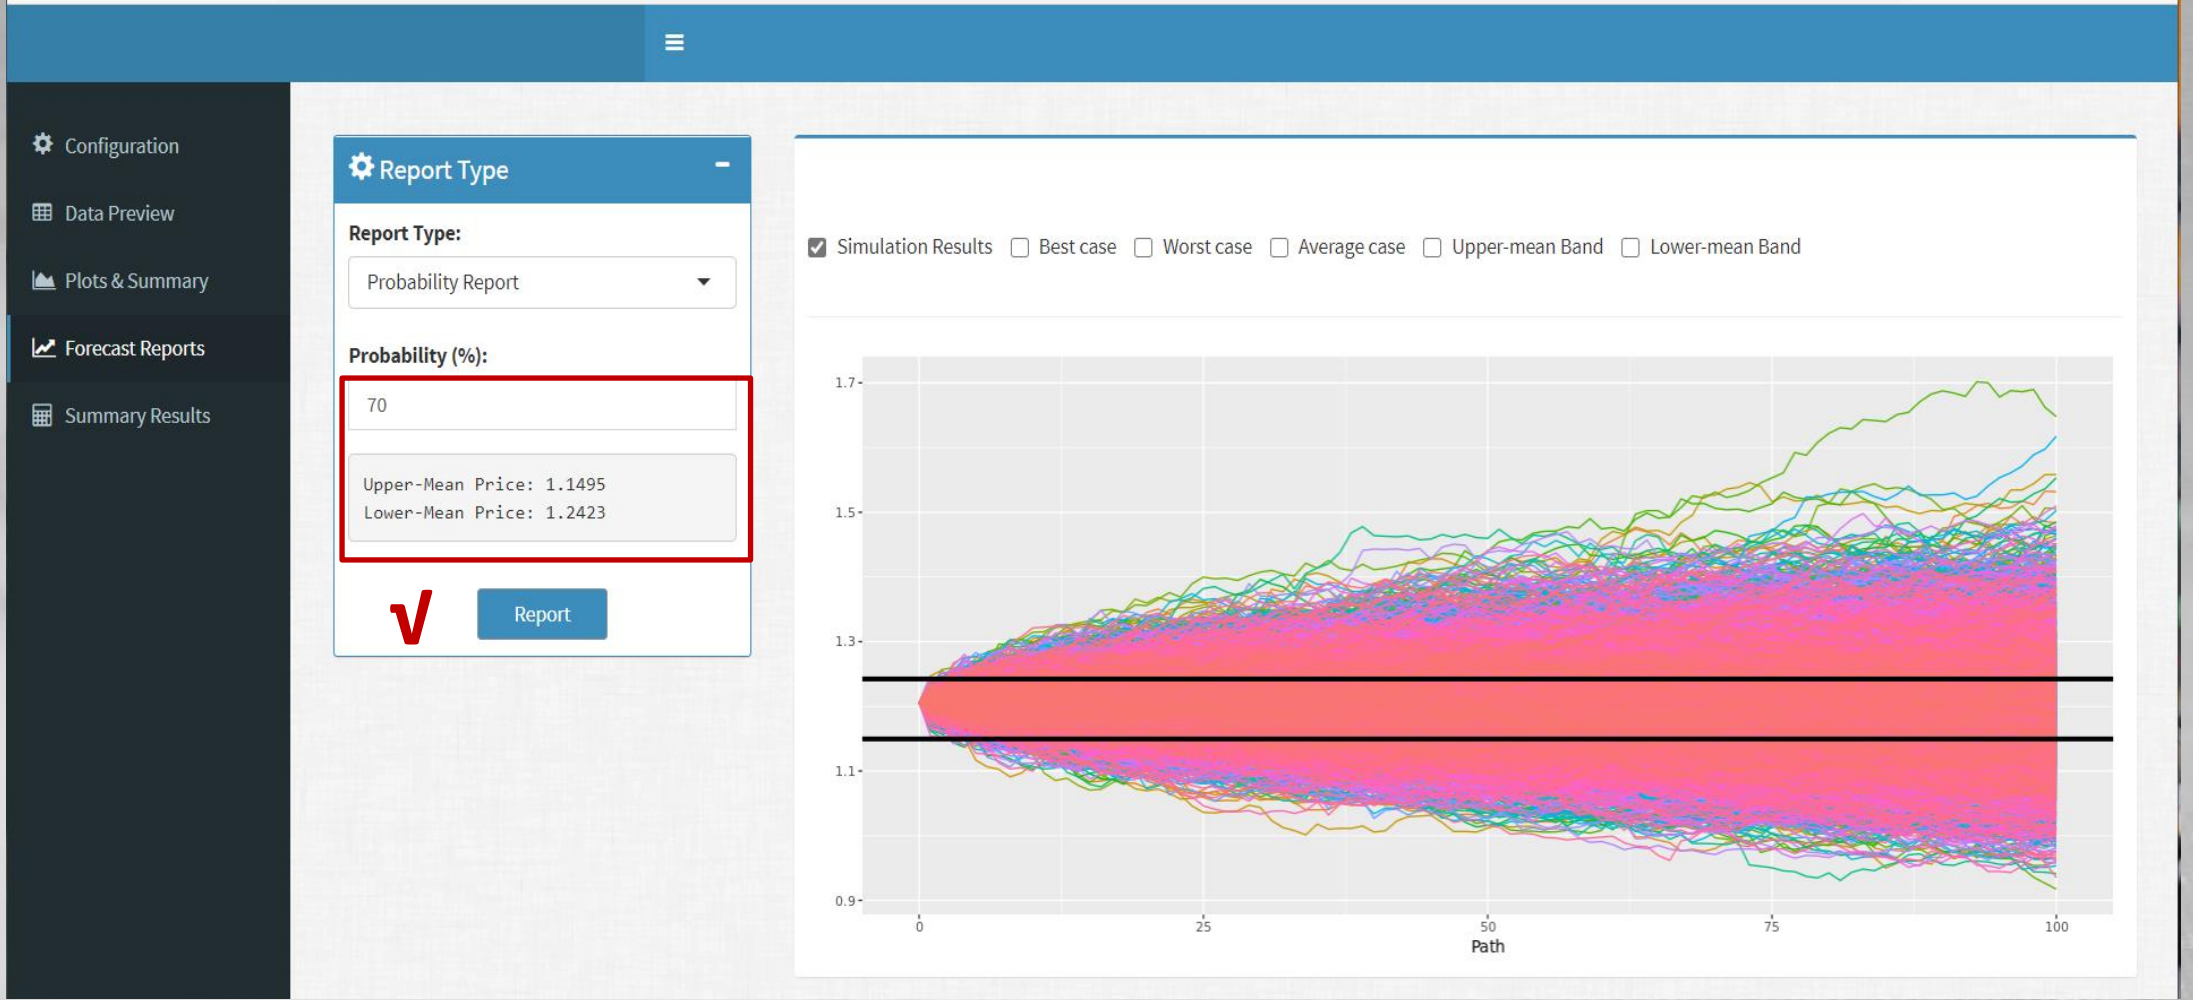 Configuration
Data Preview
Plots & Summary
Forecast Reports
Summary Results
Report Type
Report Type:
Probability Report
Probability (%):
70
Upper-Mean Price: 1.1495
Lower-Mean Price: 1.2423
√
Report
Simulation Results Best case Worst case Average case Upper-mean Band Lower-mean Band
1.7
1.5
1.3
1.1
0.9
0 25 50 75 100
Path